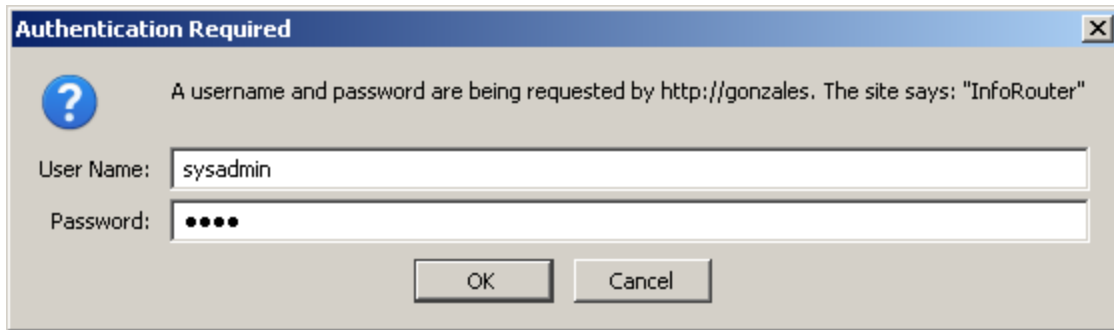 Authentication Required
A username and password are being requested by http://gonzales. The site says: "InfoRouter"
User Name: sysadmin
Password: ●●●●
OK Cancel